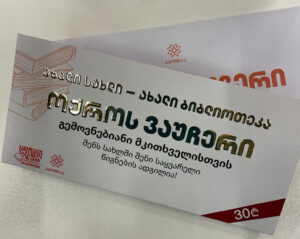 ახალი სახლი – ახალი ბიბლიოთეკა
ოქროს ვაუჩერი
გემოვნებიანი მკითხველისთვის
შენს სახლში შენი საყვარელი
წიგნების ადგილია!
30₾